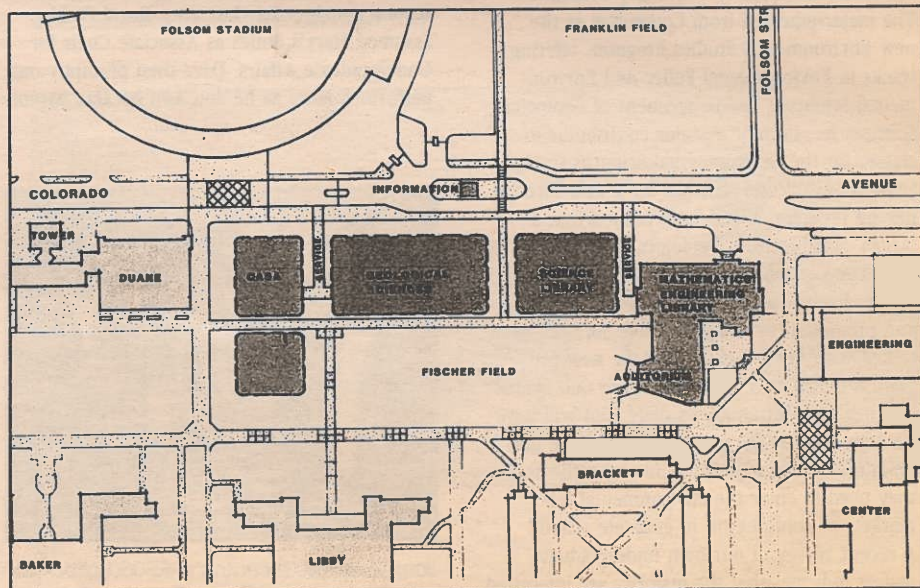 FOLSOM STADIUM
FRANKLIN FIELD
FOLSOM STR
COLORADO
INFORMATION
AVENUE
TOWER
DUANE
CASA
SERVICE
GEOLOGICAL
SCIENCES
SCIENCE
LIBRARY
SERVICE
MATHEMATICS
ENGINEERING
LIBRARY
ENGINEERING
FISCHER FIELD
AUDITORIUM
BRACKETT
CENTER
BAKER
LIBBY